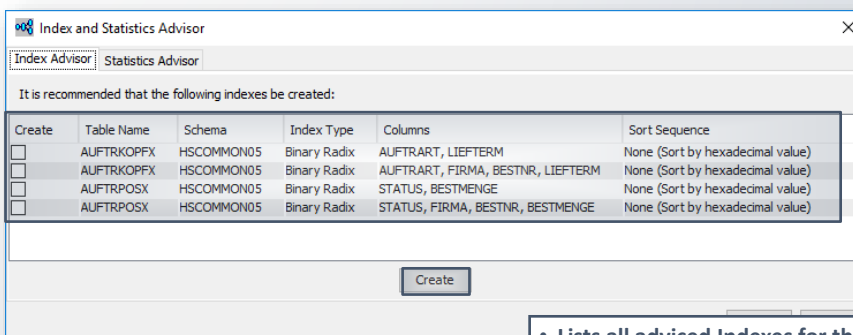 Index and Statistics Advisor
Index Advisor Statistics Advisor
It is recommended that the following indexes be created:
Create Table Name Schema Index Type Columns Sort Sequence
AUFTRKOPFX HSCOMMON05 Binary Radix AUFTRART, LIEFTERM None (Sort by hexadecimal value)
AUFTRKOPFX HSCOMMON05 Binary Radix AUFTRART, FIRMA, BESTNR, LIEFTERM None (Sort by hexadecimal value)
AUFTRPOSX HSCOMMON05 Binary Radix STATUS, BESTMENGE None (Sort by hexadecimal value)
AUFTRPOSX HSCOMMON05 Binary Radix STATUS, FIRMA, BESTNR, BESTMENGE None (Sort by hexadecimal value)
Create
• Lists all advised Indexes for th